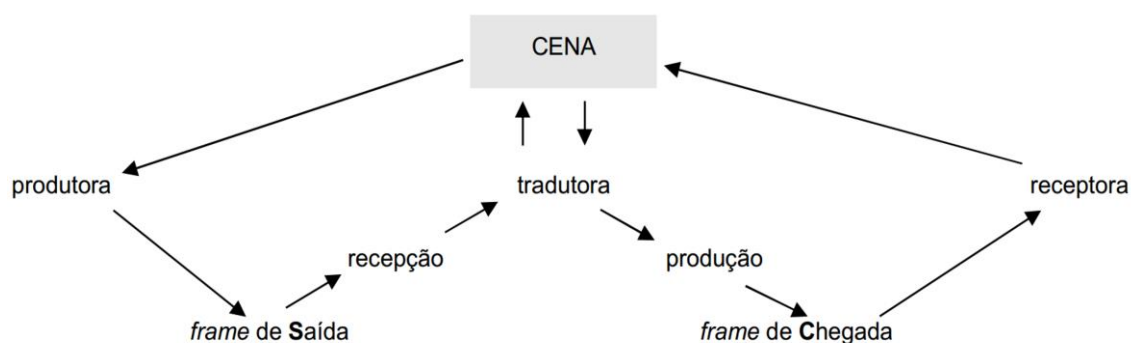 CENA
produtora tradutora receptora
recepção produção
frame de Saída frame de Chegada